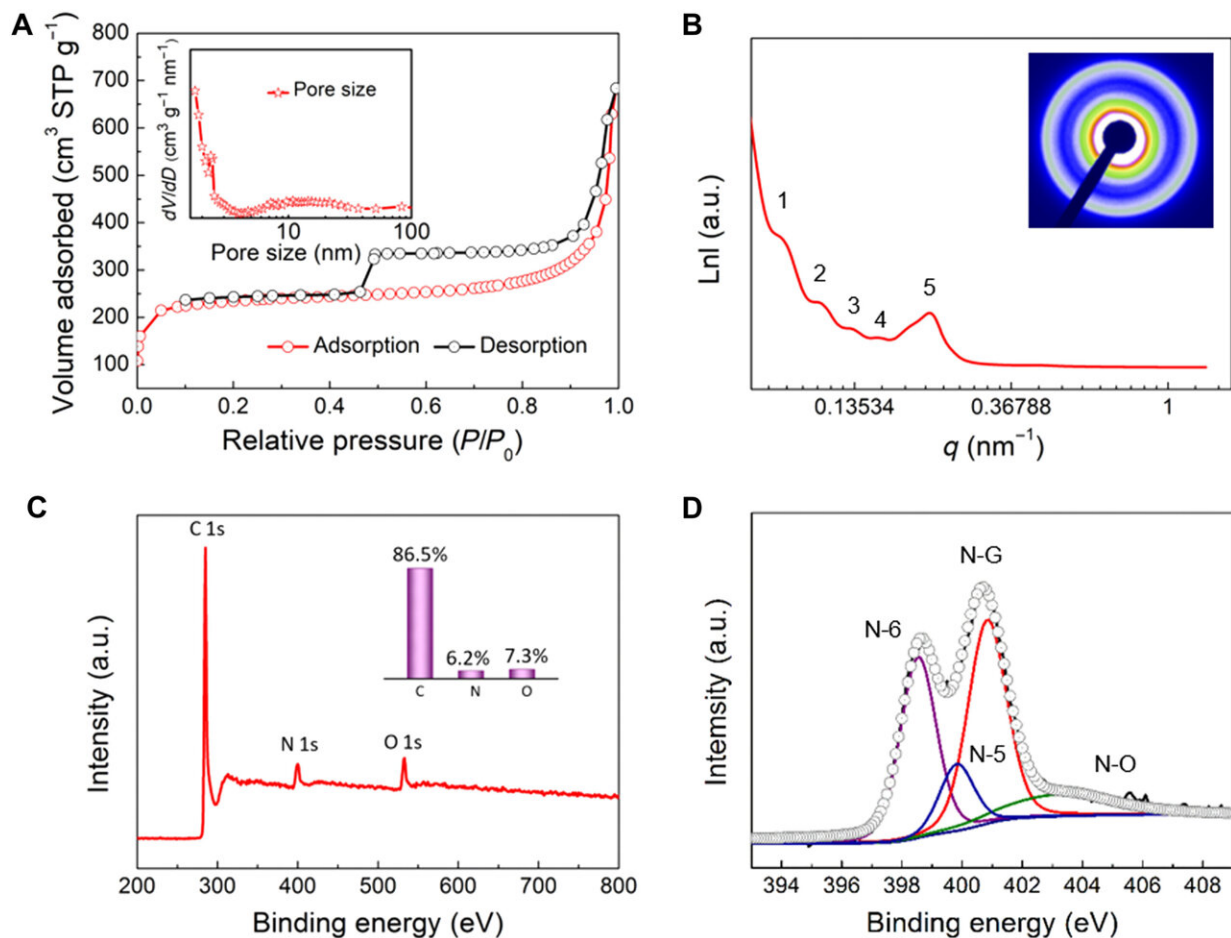 A
Volume adsorbed (cm³ STP g⁻¹)
800
700
600
500
400
300
200
100
dV/dD (cm³ g⁻¹ nm⁻¹)
Pore size
10
100
Pore size (nm)
Adsorption
Desorption
0.0
0.2
0.4
0.6
0.8
1.0
Relative pressure (P/P₀)
B
LnI (a.u.)
1
2
3
4
5
0.13534
0.36788
1
q (nm⁻¹)
C
Intensity (a.u.)
C 1s
N 1s
O 1s
86.5%
6.2%
7.3%
C
N
O
200
300
400
500
600
700
800
Binding energy (eV)
D
Intemsity (a.u.)
N-6
N-G
N-5
N-O
394
396
398
400
402
404
406
408
Binding energy (eV)